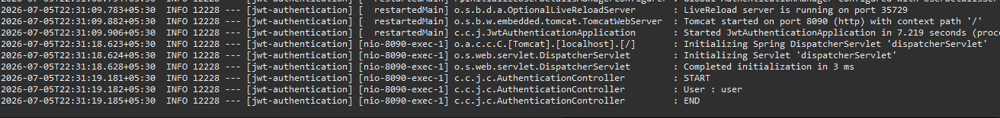 2026-07-05T22:31:09.783+05:30  INFO 12228 --- [jwt-authentication] [  restartedMain] o.s.b.d.a.OptionalLiveReloadServer       : LiveReload server is running on port 35729
2026-07-05T22:31:09.882+05:30  INFO 12228 --- [jwt-authentication] [  restartedMain] o.s.b.w.embedded.tomcat.TomcatWebServer  : Tomcat started on port 8090 (http) with context path '/'
2026-07-05T22:31:09.906+05:30  INFO 12228 --- [jwt-authentication] [  restartedMain] c.c.j.JwtAuthenticationApplication       : Started JwtAuthenticationApplication in 7.219 seconds (proc
2026-07-05T22:31:18.623+05:30  INFO 12228 --- [jwt-authentication] [nio-8090-exec-1] o.a.c.c.C.[Tomcat].[localhost].[/]       : Initializing Spring DispatcherServlet 'dispatcherServlet'
2026-07-05T22:31:18.624+05:30  INFO 12228 --- [jwt-authentication] [nio-8090-exec-1] o.s.web.servlet.DispatcherServlet        : Initializing Servlet 'dispatcherServlet'
2026-07-05T22:31:18.628+05:30  INFO 12228 --- [jwt-authentication] [nio-8090-exec-1] o.s.web.servlet.DispatcherServlet        : Completed initialization in 3 ms
2026-07-05T22:31:19.181+05:30  INFO 12228 --- [jwt-authentication] [nio-8090-exec-1] c.c.j.c.AuthenticationController         : START
2026-07-05T22:31:19.182+05:30  INFO 12228 --- [jwt-authentication] [nio-8090-exec-1] c.c.j.c.AuthenticationController         : User : user
2026-07-05T22:31:19.185+05:30  INFO 12228 --- [jwt-authentication] [nio-8090-exec-1] c.c.j.c.AuthenticationController         : END